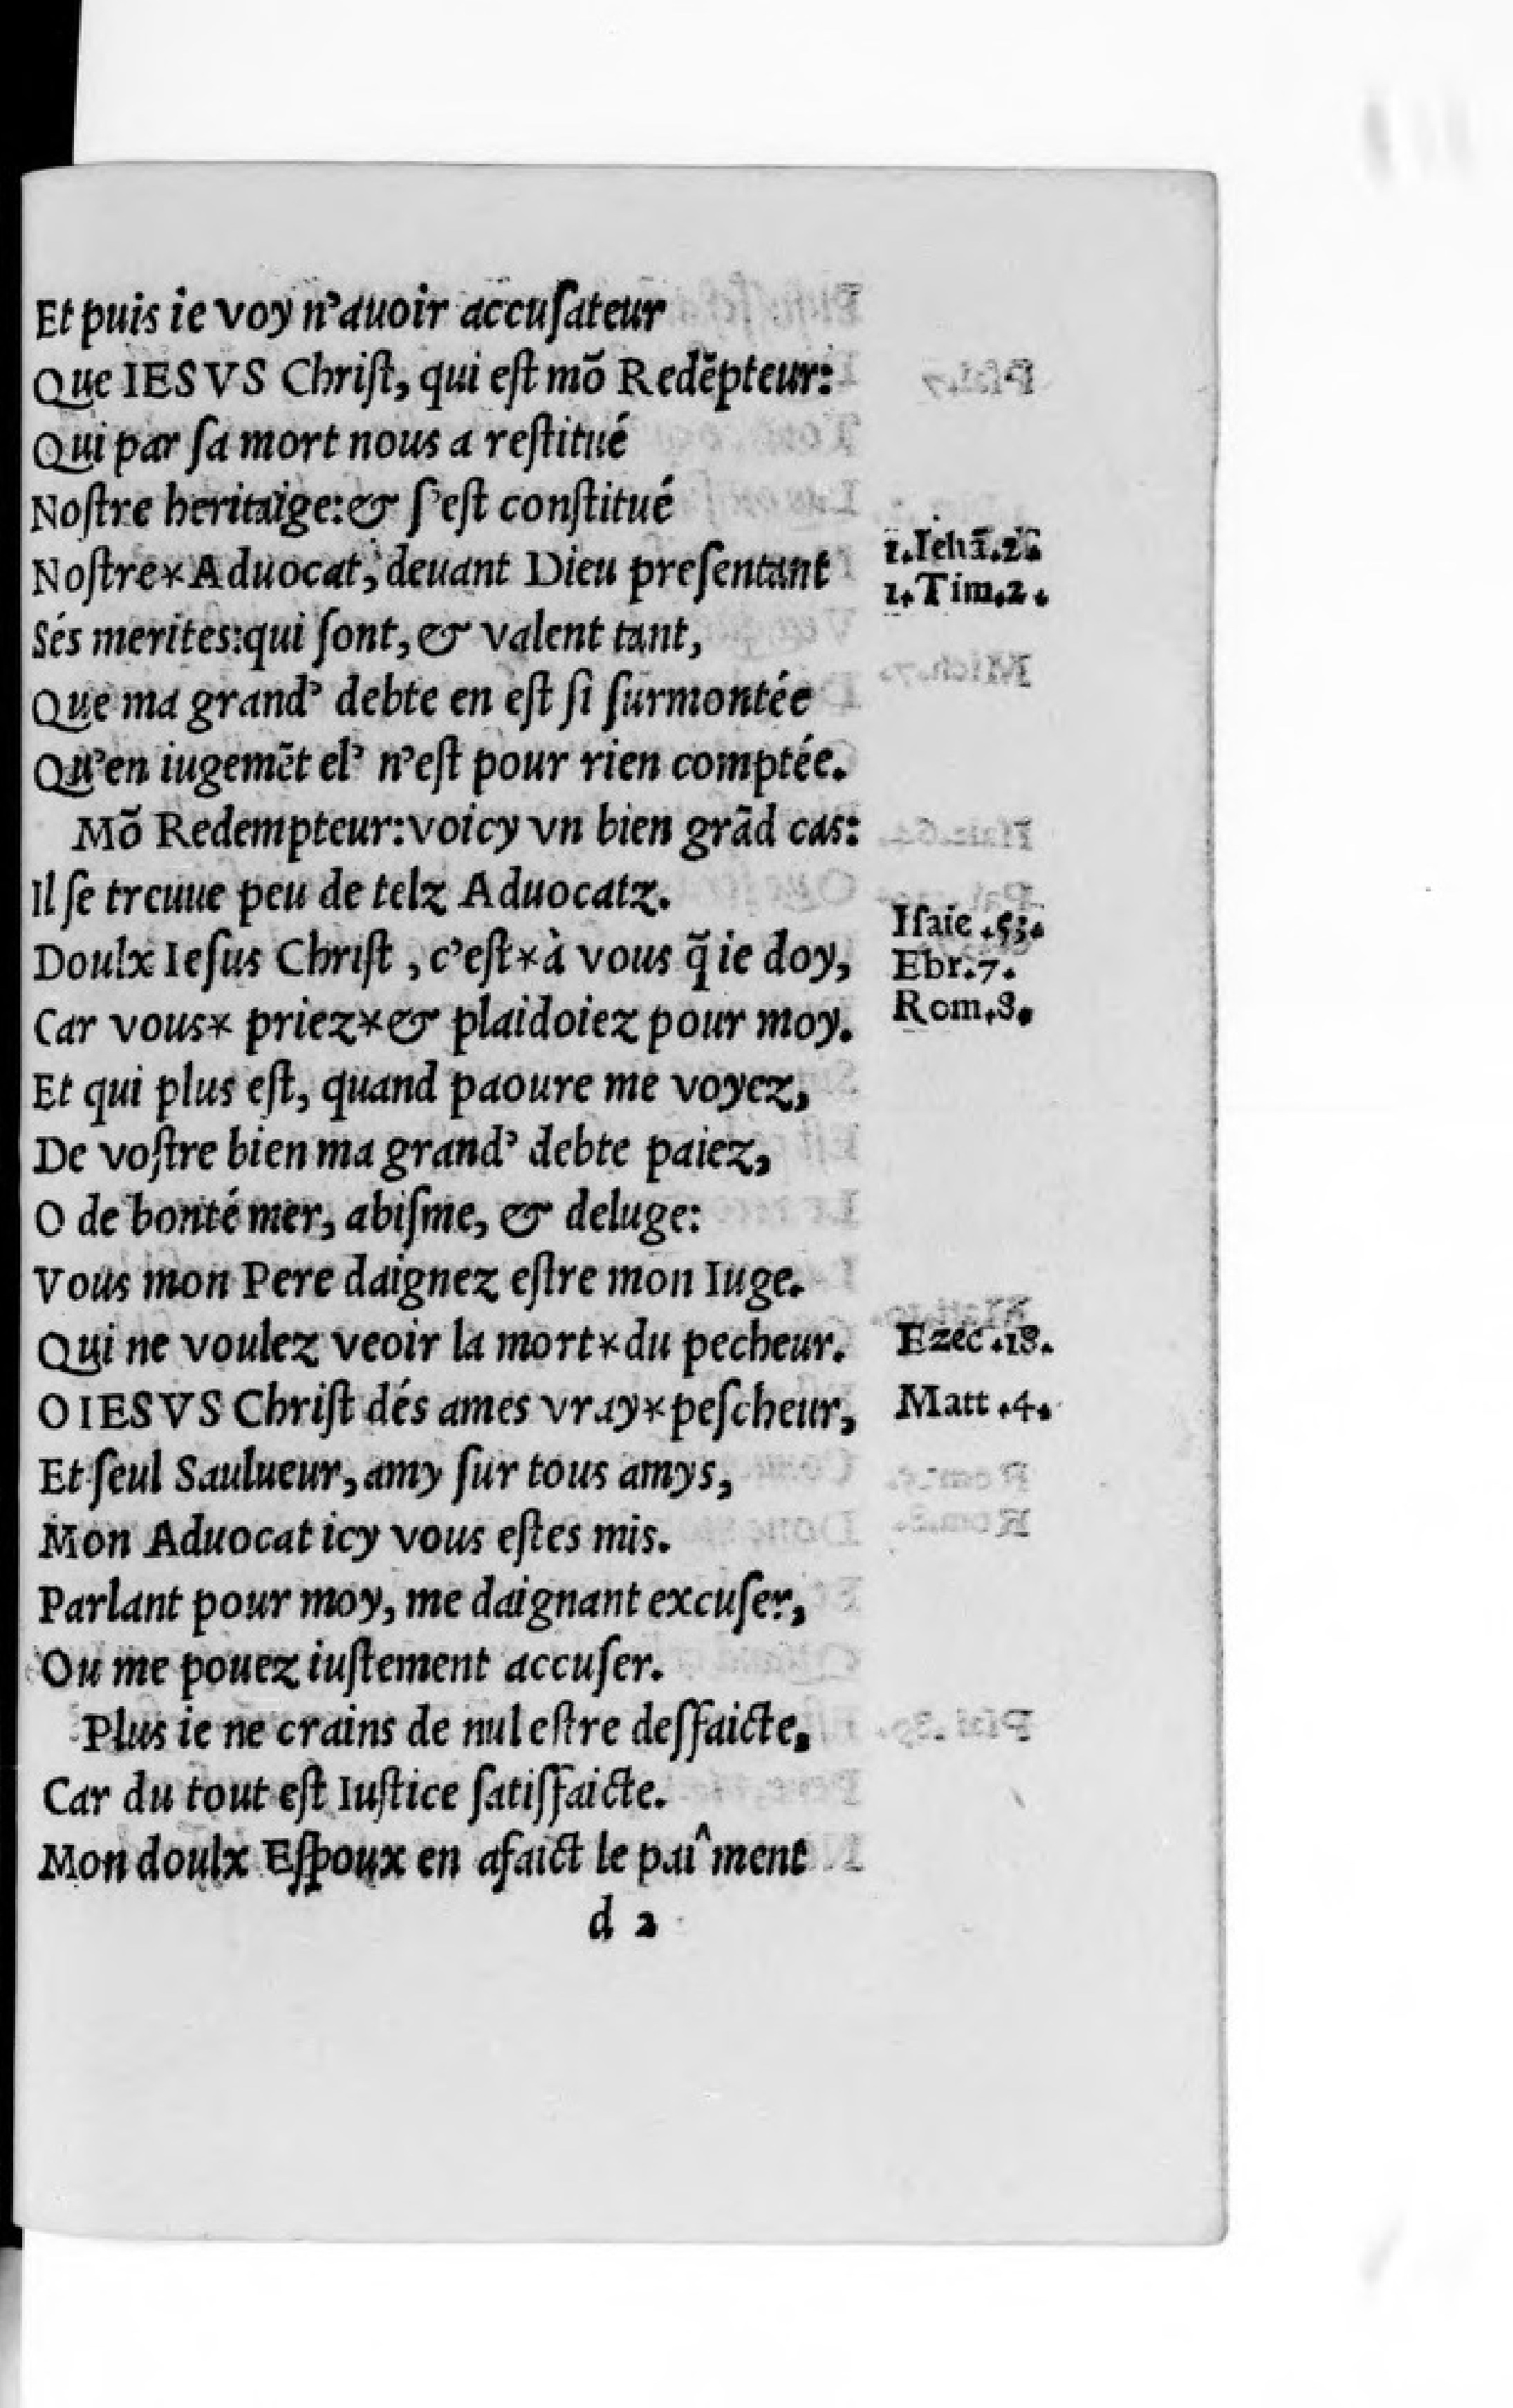 Et puis ie voy n'auoir accuſateur
Que IESVS Chriſt, qui eſt mõ Redẽpteur:
Qui par ſa mort nous a reſtitué
Noſtre heritaige:& ſ'eſt conſtitué
Noſtre* Aduocat, deuant Dieu preſentant
1.Iehã.2.
1.Tim.2.
Sés merites:qui ſont, & valent tant,
Que ma grand' debte en eſt ſi ſurmontée
Qu'en iugemẽt el' n'eſt pour rien comptée.
Mõ Redempteur:voicy vn bien grãd cas:
Il ſe treuue peu de telz Aduocatz.
Doulx Ieſus Chriſt, c'eſt*à vous q̃ ie doy,
Iſaie.53.
Ebr.7.
Car vous* priez*& plaidoiez pour moy.
Rom.8.
Et qui plus eſt, quand paoure me voyez,
De voſtre bien ma grand' debte paiez,
O de bonté mer, abiſme, & deluge:
Vous mon Pere daignez eſtre mon Iuge.
Qui ne voulez veoir la mort*du pecheur.
Ezec.18.
O IESVS Chriſt dés ames vray*peſcheur,
Matt.4.
Et ſeul Saulueur, amy ſur tous amys,
Mon Aduocat icy vous eſtes mis.
Parlant pour moy, me daignant excuſer,
Ou me pouez iuſtement accuſer.
Plus ie ne crains de nul eſtre deſfaicte,
Car du tout eſt Iuſtice ſatiſfaicte.
Mon doulx Eſpoux en afaict le pai^ment
d 2